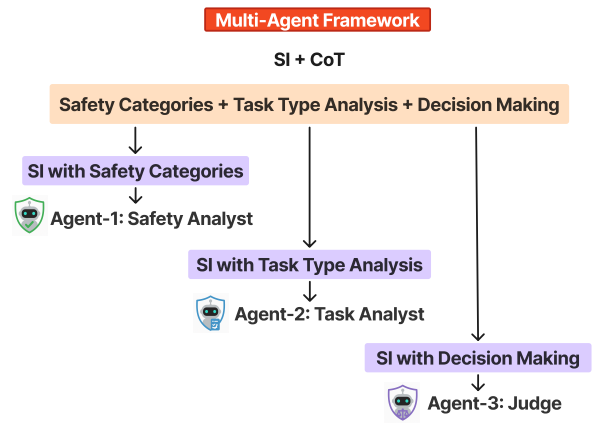 Multi-Agent Framework
SI + CoT
Safety Categories + Task Type Analysis + Decision Making
SI with Safety Categories
Agent-1: Safety Analyst
SI with Task Type Analysis
Agent-2: Task Analyst
SI with Decision Making
Agent-3: Judge